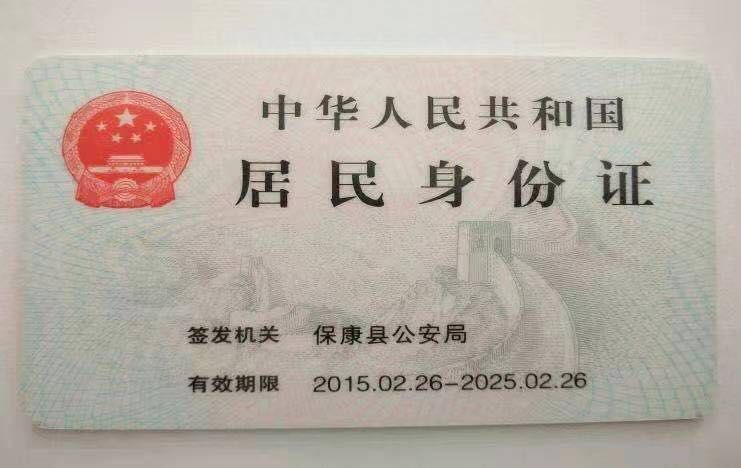 中华人民共和国
居民身份证
签发机关 保康县公安局
有效期限 2015.02.26-2025.02.26